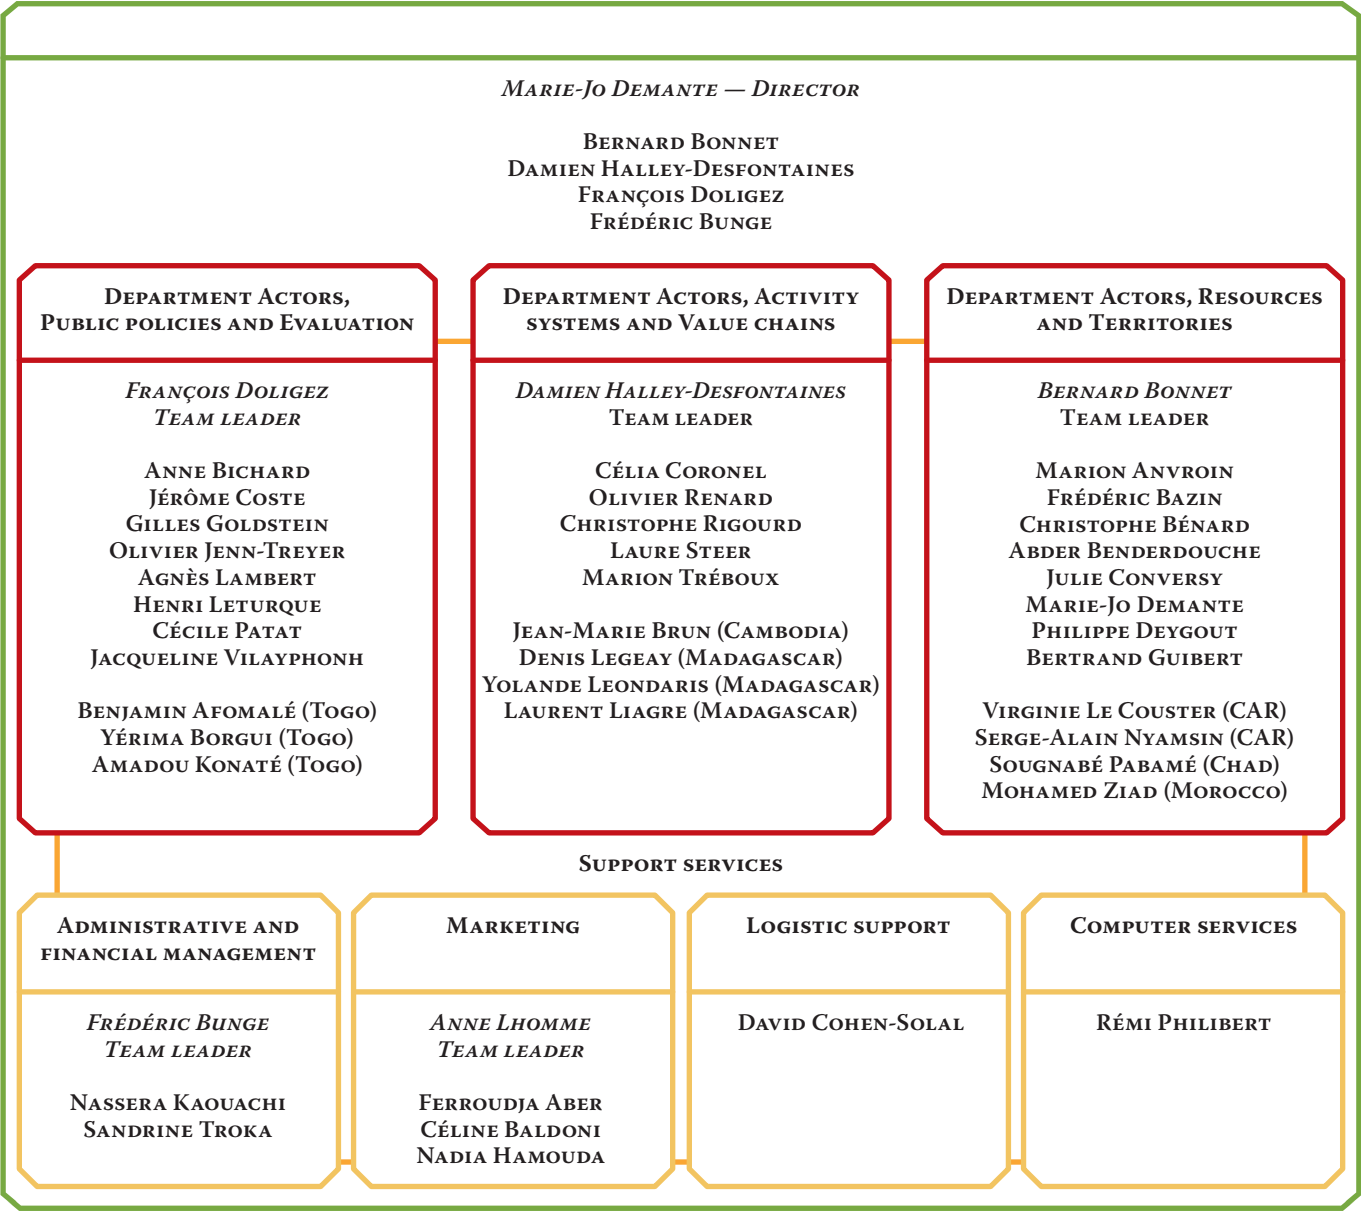 Marie-Jo Demante — Director
Bernard Bonnet
Damien Halley-Desfontaines
François Doligez
Frédéric Bunge
Department Actors,
Public policies and Evaluation
François Doligez
Team leader
Anne Bichard
Jérôme Coste
Gilles Goldstein
Olivier Jenn-Treyer
Agnès Lambert
Henri Leturque
Cécile Patat
Jacqueline Vilayphonh
Benjamin Afomalé (Togo)
Yérima Borgui (Togo)
Amadou Konaté (Togo)
Department Actors, Activity
systems and Value chains
Damien Halley-Desfontaines
Team leader
Célia Coronel
Olivier Renard
Christophe Rigourd
Laure Steer
Marion Tréboux
Jean-Marie Brun (Cambodia)
Denis Legeay (Madagascar)
Yolande Leondaris (Madagascar)
Laurent Liagre (Madagascar)
Department Actors, Resources
and Territories
Bernard Bonnet
Team leader
Marion Anvroin
Frédéric Bazin
Christophe Bénard
Abder Benderdouche
Julie Conversy
Marie-Jo Demante
Philippe Deygout
Bertrand Guibert
Virginie Le Couster (CAR)
Serge-Alain Nyamsin (CAR)
Sougnabé Pabamé (Chad)
Mohamed Ziad (Morocco)
Support services
Administrative and
financial management
Frédéric Bunge
Team leader
Nassera Kaouachi
Sandrine Troka
Marketing
Anne Lhomme
Team leader
Ferroudja Aber
Céline Baldoni
Nadia Hamouda
Logistic support
David Cohen-Solal
Computer services
Rémi Philibert